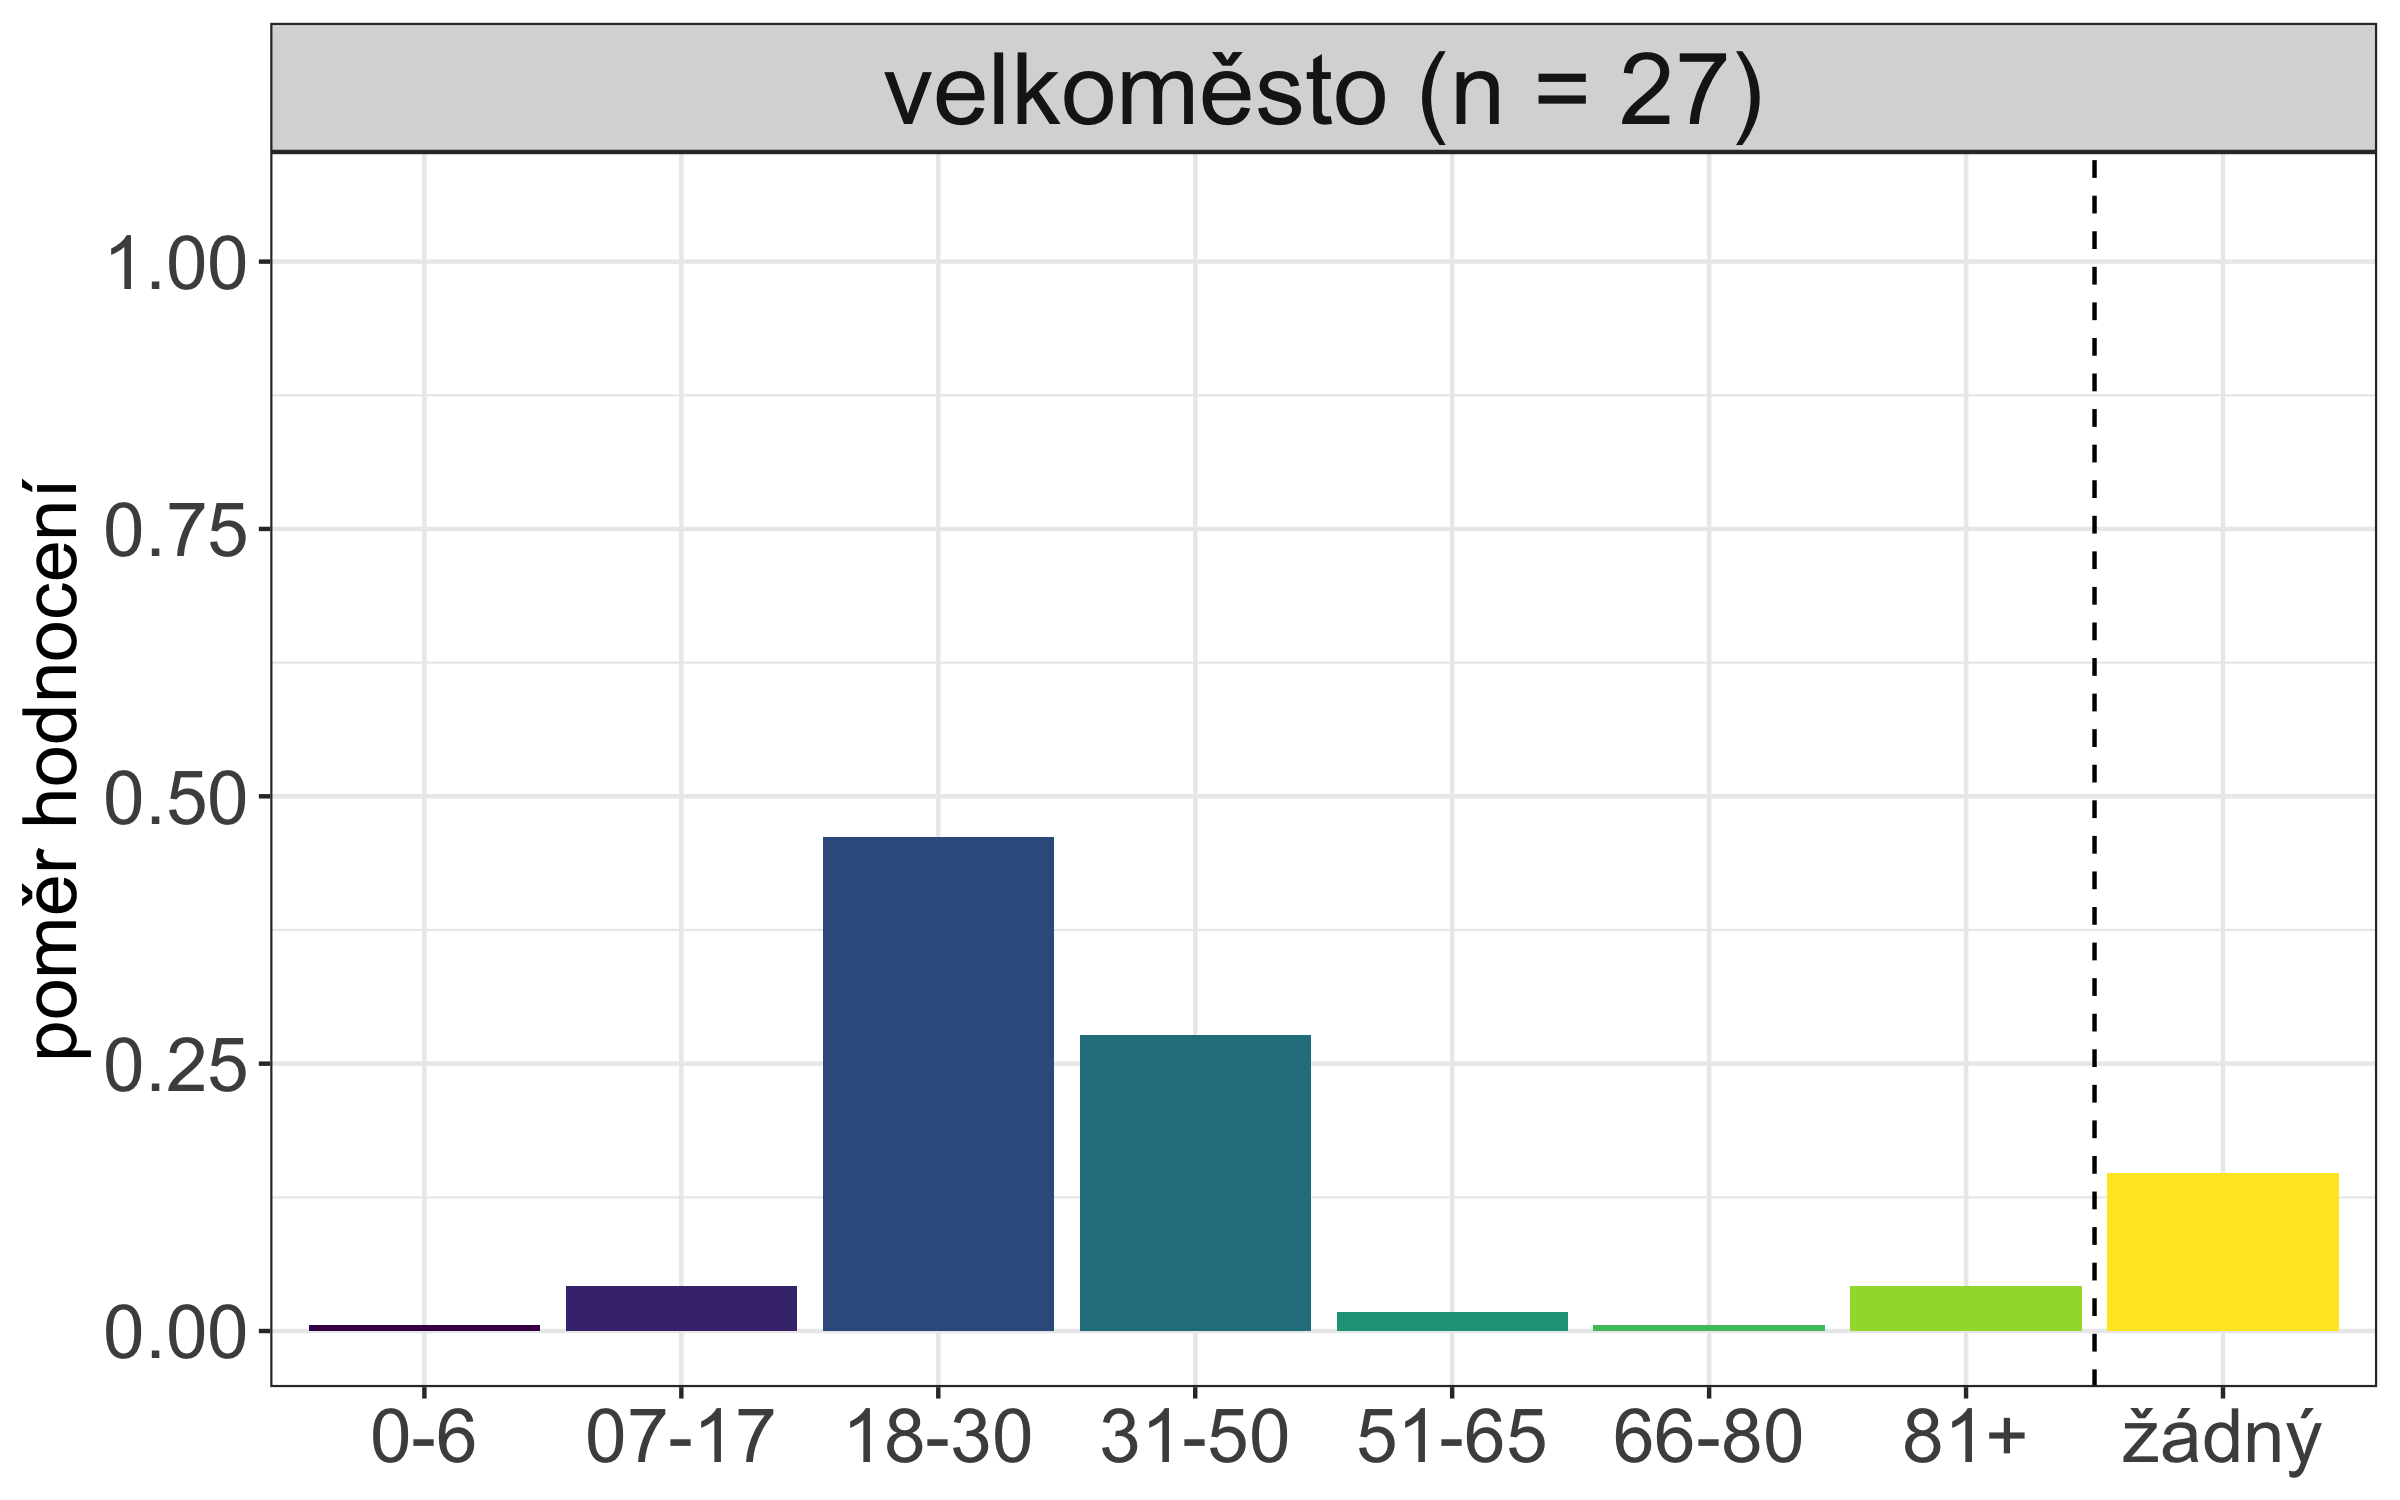 velkoměsto (n = 27)
poměr hodnocení
1.00
0.75
0.50
0.25
0.00
0-6 07-17 18-30 31-50 51-65 66-80 81+ žádný